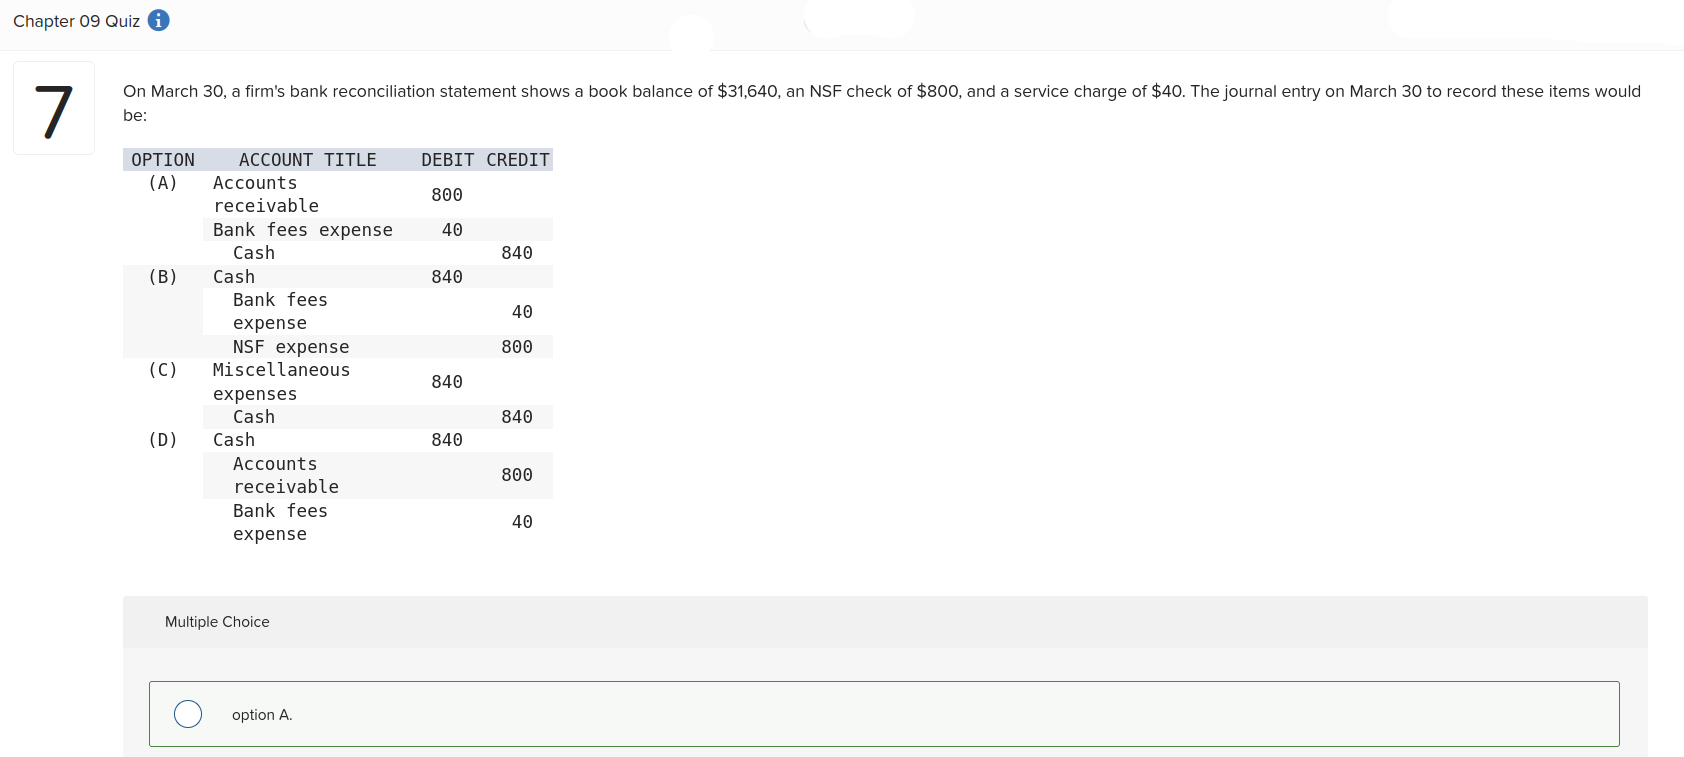 Chapter 09 Quiz i
7
On March 30, a firm's bank reconciliation statement shows a book balance of $31,640, an NSF check of $800, and a service charge of $40. The journal entry on March 30 to record these items would
be:
OPTION ACCOUNT TITLE DEBIT CREDIT
(A) Accounts
receivable 800
Bank fees expense 40
Cash 840
(B) Cash 840
Bank fees
expense 40
NSF expense 800
(C) Miscellaneous
expenses 840
Cash 840
(D) Cash 840
Accounts
receivable 800
Bank fees
expense 40
Multiple Choice
option A.